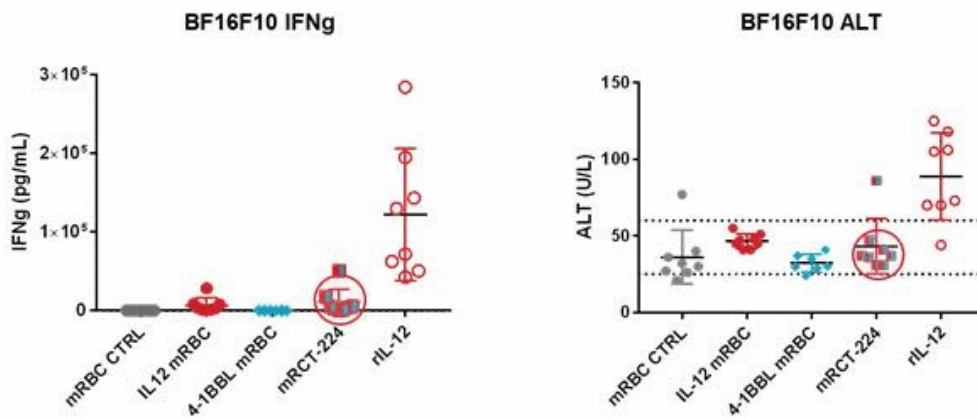 BF16F10 IFNg
IFNg (pg/mL)
3×10⁵
2×10⁵
1×10⁵
0
mRBC CTRL
IL12 mRBC
4-1BBL mRBC
mRCT-224
rIL-12
BF16F10 ALT
ALT (U/L)
150
100
50
0
mRBC CTRL
IL-12 mRBC
4-1BBL mRBC
mRCT-224
rIL-12